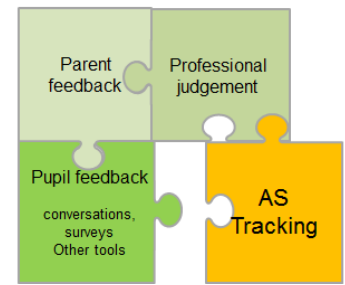 Parent
feedback
Professional
judgement
Pupil feedback
conversations,
surveys
Other tools
AS
Tracking